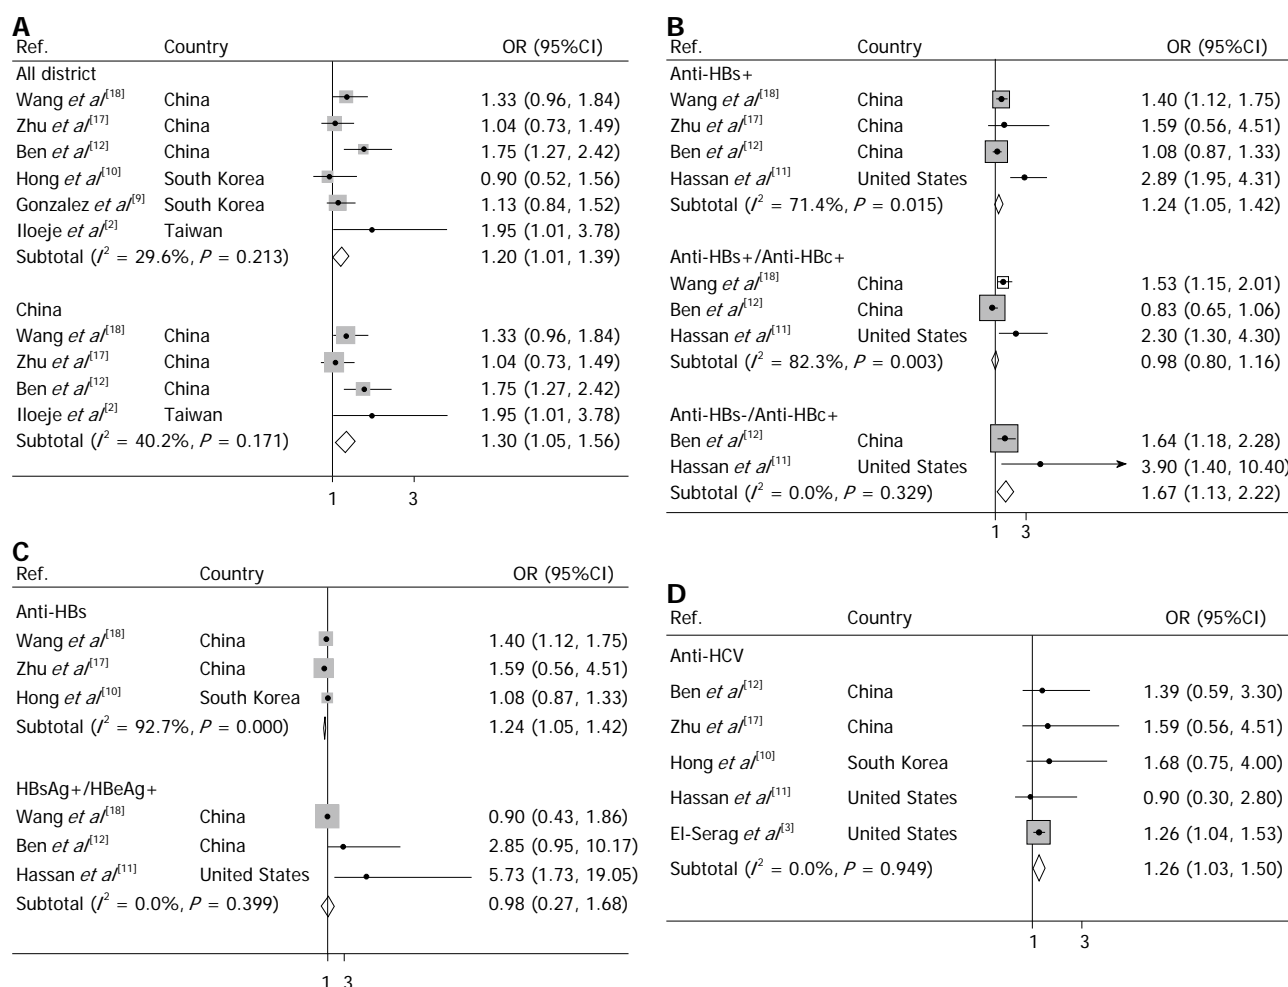 A
Ref. Country OR (95%CI)
All district
Wang et al[18] China 1.33 (0.96, 1.84)
Zhu et al[17] China 1.04 (0.73, 1.49)
Ben et al[12] China 1.75 (1.27, 2.42)
Hong et al[10] South Korea 0.90 (0.52, 1.56)
Gonzalez et al[9] South Korea 1.13 (0.84, 1.52)
Iloeje et al[2] Taiwan 1.95 (1.01, 3.78)
Subtotal (I² = 29.6%, P = 0.213) 1.20 (1.01, 1.39)
China
Wang et al[18] China 1.33 (0.96, 1.84)
Zhu et al[17] China 1.04 (0.73, 1.49)
Ben et al[12] China 1.75 (1.27, 2.42)
Iloeje et al[2] Taiwan 1.95 (1.01, 3.78)
Subtotal (I² = 40.2%, P = 0.171) 1.30 (1.05, 1.56)
1 3
B
Ref. Country OR (95%CI)
Anti-HBs+
Wang et al[18] China 1.40 (1.12, 1.75)
Zhu et al[17] China 1.59 (0.56, 4.51)
Ben et al[12] China 1.08 (0.87, 1.33)
Hassan et al[11] United States 2.89 (1.95, 4.31)
Subtotal (I² = 71.4%, P = 0.015) 1.24 (1.05, 1.42)
Anti-HBs+/Anti-HBc+
Wang et al[18] China 1.53 (1.15, 2.01)
Ben et al[12] China 0.83 (0.65, 1.06)
Hassan et al[11] United States 2.30 (1.30, 4.30)
Subtotal (I² = 82.3%, P = 0.003) 0.98 (0.80, 1.16)
Anti-HBs-/Anti-HBc+
Ben et al[12] China 1.64 (1.18, 2.28)
Hassan et al[11] United States 3.90 (1.40, 10.40)
Subtotal (I² = 0.0%, P = 0.329) 1.67 (1.13, 2.22)
1 3
C
Ref. Country OR (95%CI)
Anti-HBs
Wang et al[18] China 1.40 (1.12, 1.75)
Zhu et al[17] China 1.59 (0.56, 4.51)
Hong et al[10] South Korea 1.08 (0.87, 1.33)
Subtotal (I² = 92.7%, P = 0.000) 1.24 (1.05, 1.42)
HBsAg+/HBeAg+
Wang et al[18] China 0.90 (0.43, 1.86)
Ben et al[12] China 2.85 (0.95, 10.17)
Hassan et al[11] United States 5.73 (1.73, 19.05)
Subtotal (I² = 0.0%, P = 0.399) 0.98 (0.27, 1.68)
1 3
D
Ref. Country OR (95%CI)
Anti-HCV
Ben et al[12] China 1.39 (0.59, 3.30)
Zhu et al[17] China 1.59 (0.56, 4.51)
Hong et al[10] South Korea 1.68 (0.75, 4.00)
Hassan et al[11] United States 0.90 (0.30, 2.80)
El-Serag et al[3] United States 1.26 (1.04, 1.53)
Subtotal (I² = 0.0%, P = 0.949) 1.26 (1.03, 1.50)
1 3